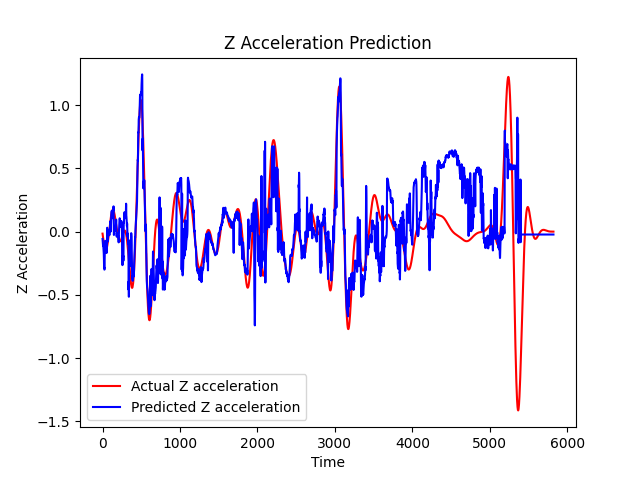 Z Acceleration Prediction
Z Acceleration
1.0
0.5
0.0
−0.5
−1.0
−1.5
0 1000 2000 3000 4000 5000 6000
Time
Actual Z acceleration
Predicted Z acceleration